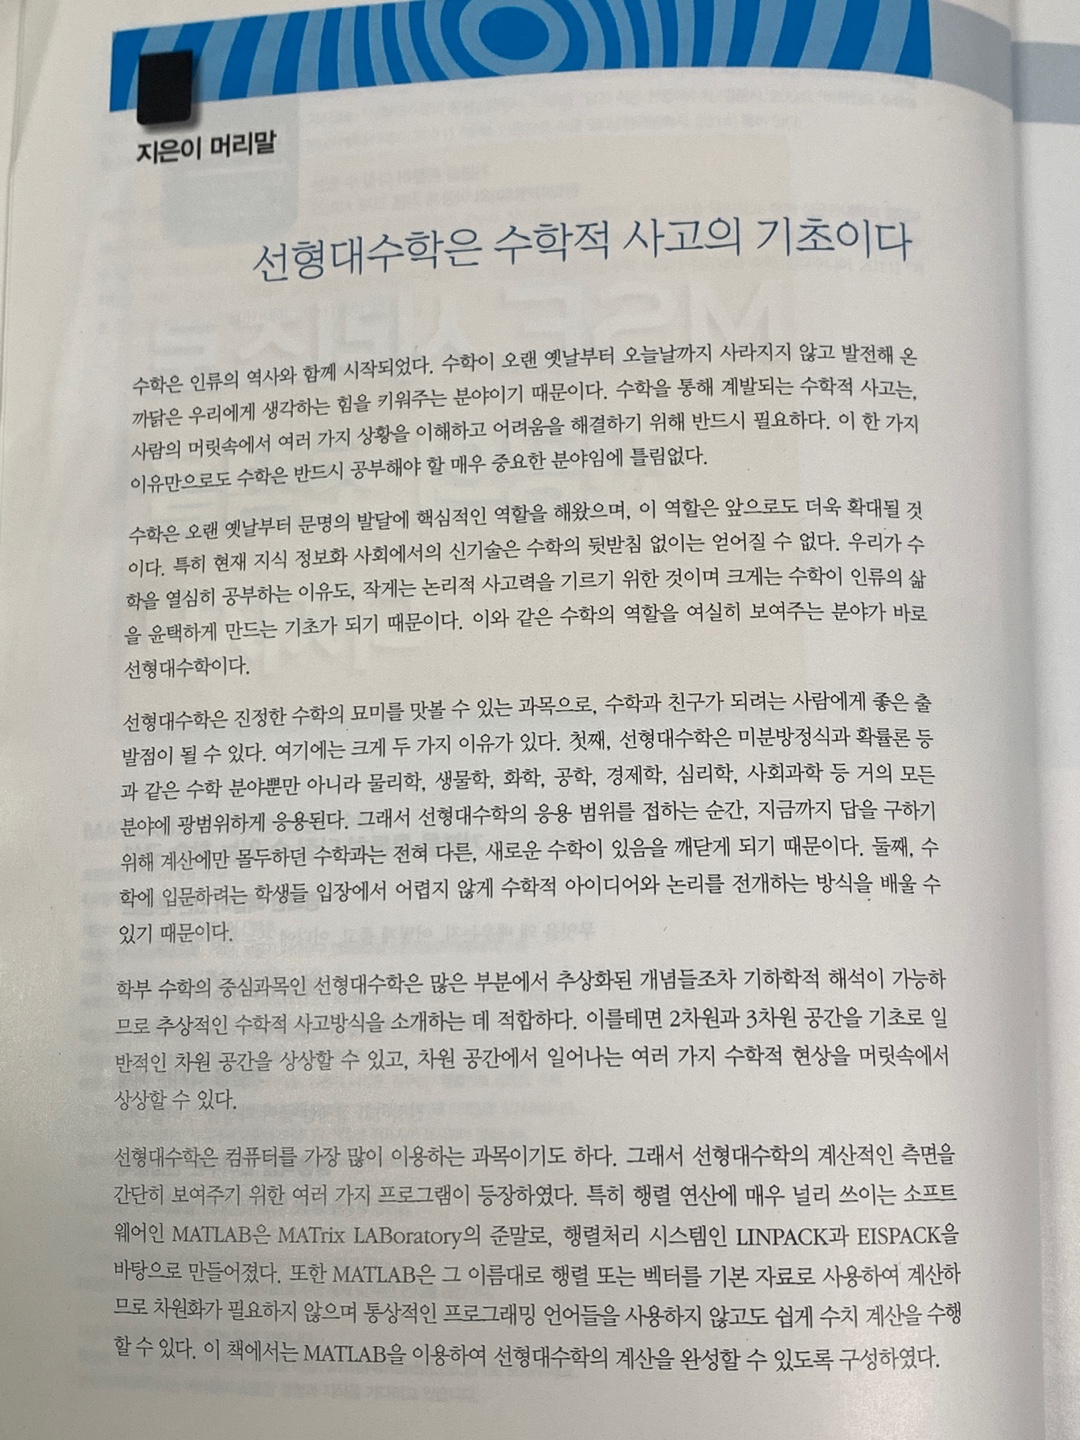 지은이 머리말
선형대수학은 수학적 사고의 기초이다
수학은 인류의 역사와 함께 시작되었다. 수학이 오랜 옛날부터 오늘날까지 사라지지 않고 발전해 온
까닭은 우리에게 생각하는 힘을 키워주는 분야이기 때문이다. 수학을 통해 계발되는 수학적 사고는,
사람의 머릿속에서 여러 가지 상황을 이해하고 어려움을 해결하기 위해 반드시 필요하다. 이 한 가지
이유만으로도 수학은 반드시 공부해야 할 매우 중요한 분야임에 틀림없다.
수학은 오랜 옛날부터 문명의 발달에 핵심적인 역할을 해왔으며, 이 역할은 앞으로도 더욱 확대될 것
이다. 특히 현재 지식 정보화 사회에서의 신기술은 수학의 뒷받침 없이는 얻어질 수 없다. 우리가 수
학을 열심히 공부하는 이유도, 작게는 논리적 사고력을 기르기 위한 것이며 크게는 수학이 인류의 삶
을 윤택하게 만드는 기초가 되기 때문이다. 이와 같은 수학의 역할을 여실히 보여주는 분야가 바로
선형대수학이다.
선형대수학은 진정한 수학의 묘미를 맛볼 수 있는 과목으로, 수학과 친구가 되려는 사람에게 좋은 출
발점이 될 수 있다. 여기에는 크게 두 가지 이유가 있다. 첫째, 선형대수학은 미분방정식과 확률론 등
과 같은 수학 분야뿐만 아니라 물리학, 생물학, 화학, 공학, 경제학, 심리학, 사회과학 등 거의 모든
분야에 광범위하게 응용된다. 그래서 선형대수학의 응용 범위를 접하는 순간, 지금까지 답을 구하기
위해 계산에만 몰두하던 수학과는 전혀 다른, 새로운 수학이 있음을 깨닫게 되기 때문이다. 둘째, 수
학에 입문하려는 학생들 입장에서 어렵지 않게 수학적 아이디어와 논리를 전개하는 방식을 배울 수
있기 때문이다.
학부 수학의 중심과목인 선형대수학은 많은 부분에서 추상화된 개념들조차 기하학적 해석이 가능하
므로 추상적인 수학적 사고방식을 소개하는 데 적합하다. 이를테면 2차원과 3차원 공간을 기초로 일
반적인 차원 공간을 상상할 수 있고, 차원 공간에서 일어나는 여러 가지 수학적 현상을 머릿속에서
상상할 수 있다.
선형대수학은 컴퓨터를 가장 많이 이용하는 과목이기도 하다. 그래서 선형대수학의 계산적인 측면을
간단히 보여주기 위한 여러 가지 프로그램이 등장하였다. 특히 행렬 연산에 매우 널리 쓰이는 소프트
웨어인 MATLAB은 MATrix LABoratory의 준말로, 행렬처리 시스템인 LINPACK과 EISPACK을
바탕으로 만들어졌다. 또한 MATLAB은 그 이름대로 행렬 또는 벡터를 기본 자료로 사용하여 계산하
므로 차원화가 필요하지 않으며 통상적인 프로그래밍 언어들을 사용하지 않고도 쉽게 수치 계산을 수행
할 수 있다. 이 책에서는 MATLAB을 이용하여 선형대수학의 계산을 완성할 수 있도록 구성하였다.